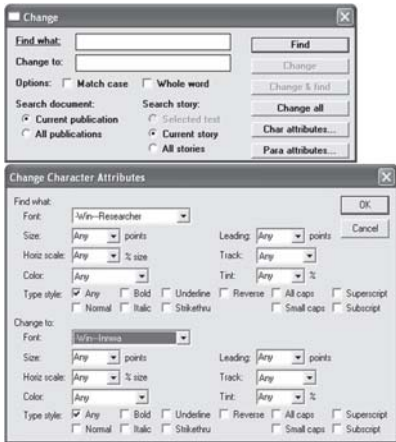 Change
Find what:
Find
Change to:
Change
Options: Match case Whole word
Change & find
Search document: Search story:
Change all
Current publication Selected text
All publications Current story
Char attributes...
All stories
Para attributes...
Change Character Attributes
Find what:
OK
Font: -Win--Researcher
Cancel
Size: Any points Leading: Any points
Horiz scale: Any % size Track: Any
Color: Any Tint: Any %
Type style: Any Bold Underline Reverse All caps Superscript
Normal Italic Strikethru Small caps Subscript
Change to:
Font: -Win--Innwa
Size: Any points Leading: Any points
Horiz scale: Any % size Track: Any
Color: Any Tint: Any %
Type style: Any Bold Underline Reverse All caps Superscript
Normal Italic Strikethru Small caps Subscript